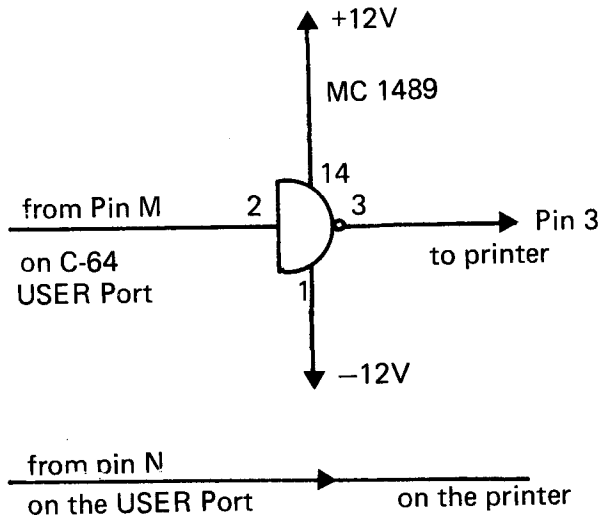 +12V
MC 1489
14
from Pin M 2 3 Pin 3
on C-64 to printer
USER Port
1
−12V
from pin N
on the USER Port on the printer